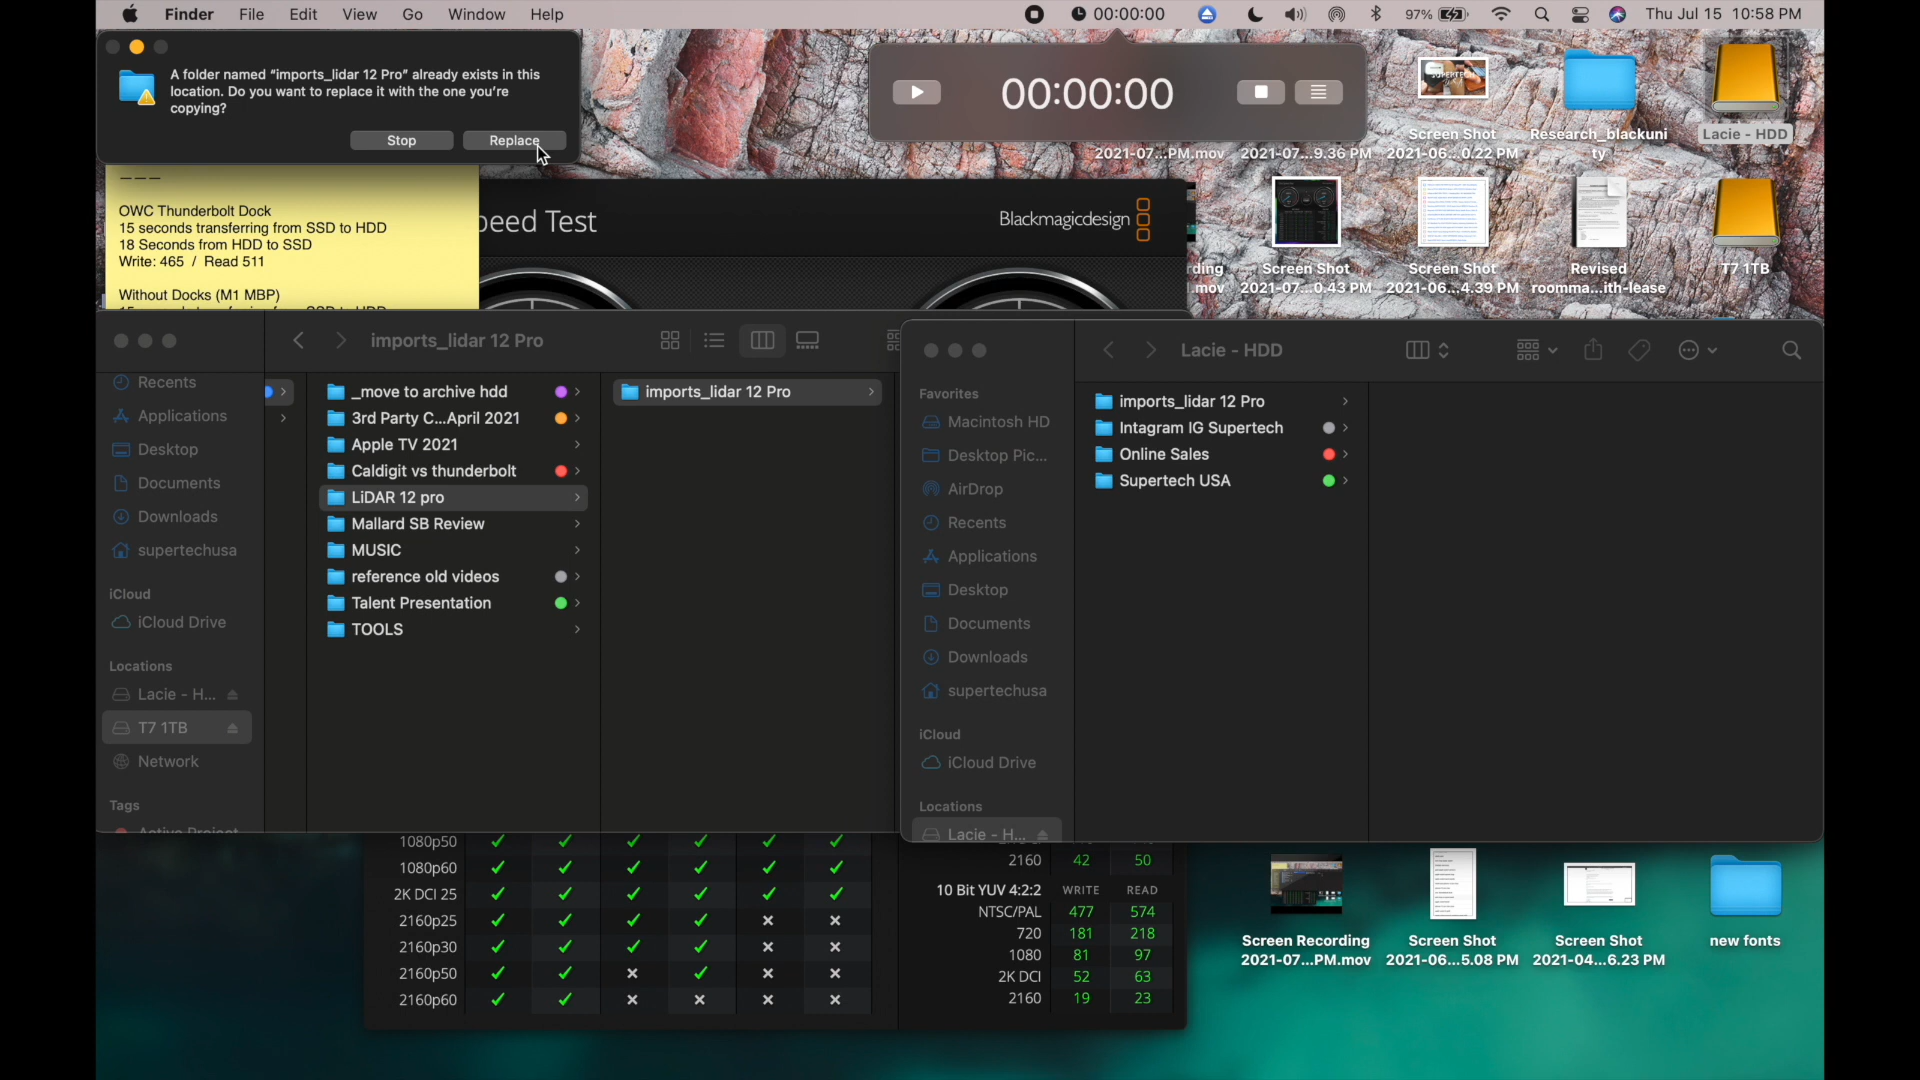 Finder File Edit View Go Window Help
00:00:00 97% Thu Jul 15 10:58 PM
A folder named “imports_lidar 12 Pro” already exists in this
location. Do you want to replace it with the one you’re
copying?
Stop Replace
00:00:00
2021-07...PM.mov
2021-07...9.36 PM
Screen Shot
2021-06...0.22 PM
Research_blackuni
ty
Lacie - HDD
———
OWC Thunderbolt Dock
15 seconds transferring from SSD to HDD
18 Seconds from HDD to SSD
Write: 465 / Read 511
Without Docks (M1 MBP)
peed Test
Blackmagicdesign
rding
.mov
Screen Shot
2021-07...0.43 PM
Screen Shot
2021-06...4.39 PM
Revised
roomma...ith-lease
T7 1TB
imports_lidar 12 Pro
Recents
Applications
Desktop
Documents
Downloads
supertechusa
iCloud
iCloud Drive
Locations
Lacie - H...
T7 1TB
Network
Tags
_move to archive hdd
3rd Party C...April 2021
Apple TV 2021
Caldigit vs thunderbolt
LiDAR 12 pro
Mallard SB Review
MUSIC
reference old videos
Talent Presentation
TOOLS
imports_lidar 12 Pro
Lacie - HDD
Favorites
Macintosh HD
Desktop Pic...
AirDrop
Recents
Applications
Desktop
Documents
Downloads
supertechusa
iCloud
iCloud Drive
Locations
Lacie - H...
imports_lidar 12 Pro
Intagram IG Supertech
Online Sales
Supertech USA
1080p50
1080p60
2K DCI 25
2160p25
2160p30
2160p50
2160p60
2160 42 50
10 Bit YUV 4:2:2 WRITE READ
NTSC/PAL 477 574
720 181 218
1080 81 97
2K DCI 52 63
2160 19 23
Screen Recording
2021-07...PM.mov
Screen Shot
2021-06...5.08 PM
Screen Shot
2021-04...6.23 PM
new fonts